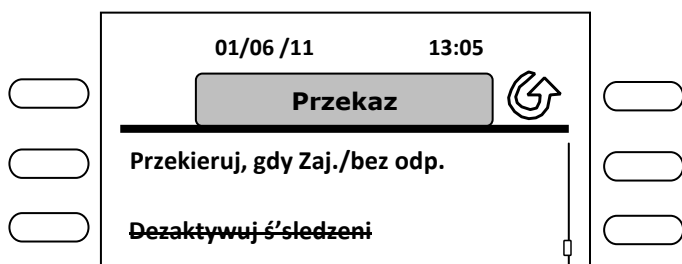 01/06 /11 13:05
Przekaz
Przekieruj, gdy Zaj./bez odp.
Dezaktywuj ś’sledzeni